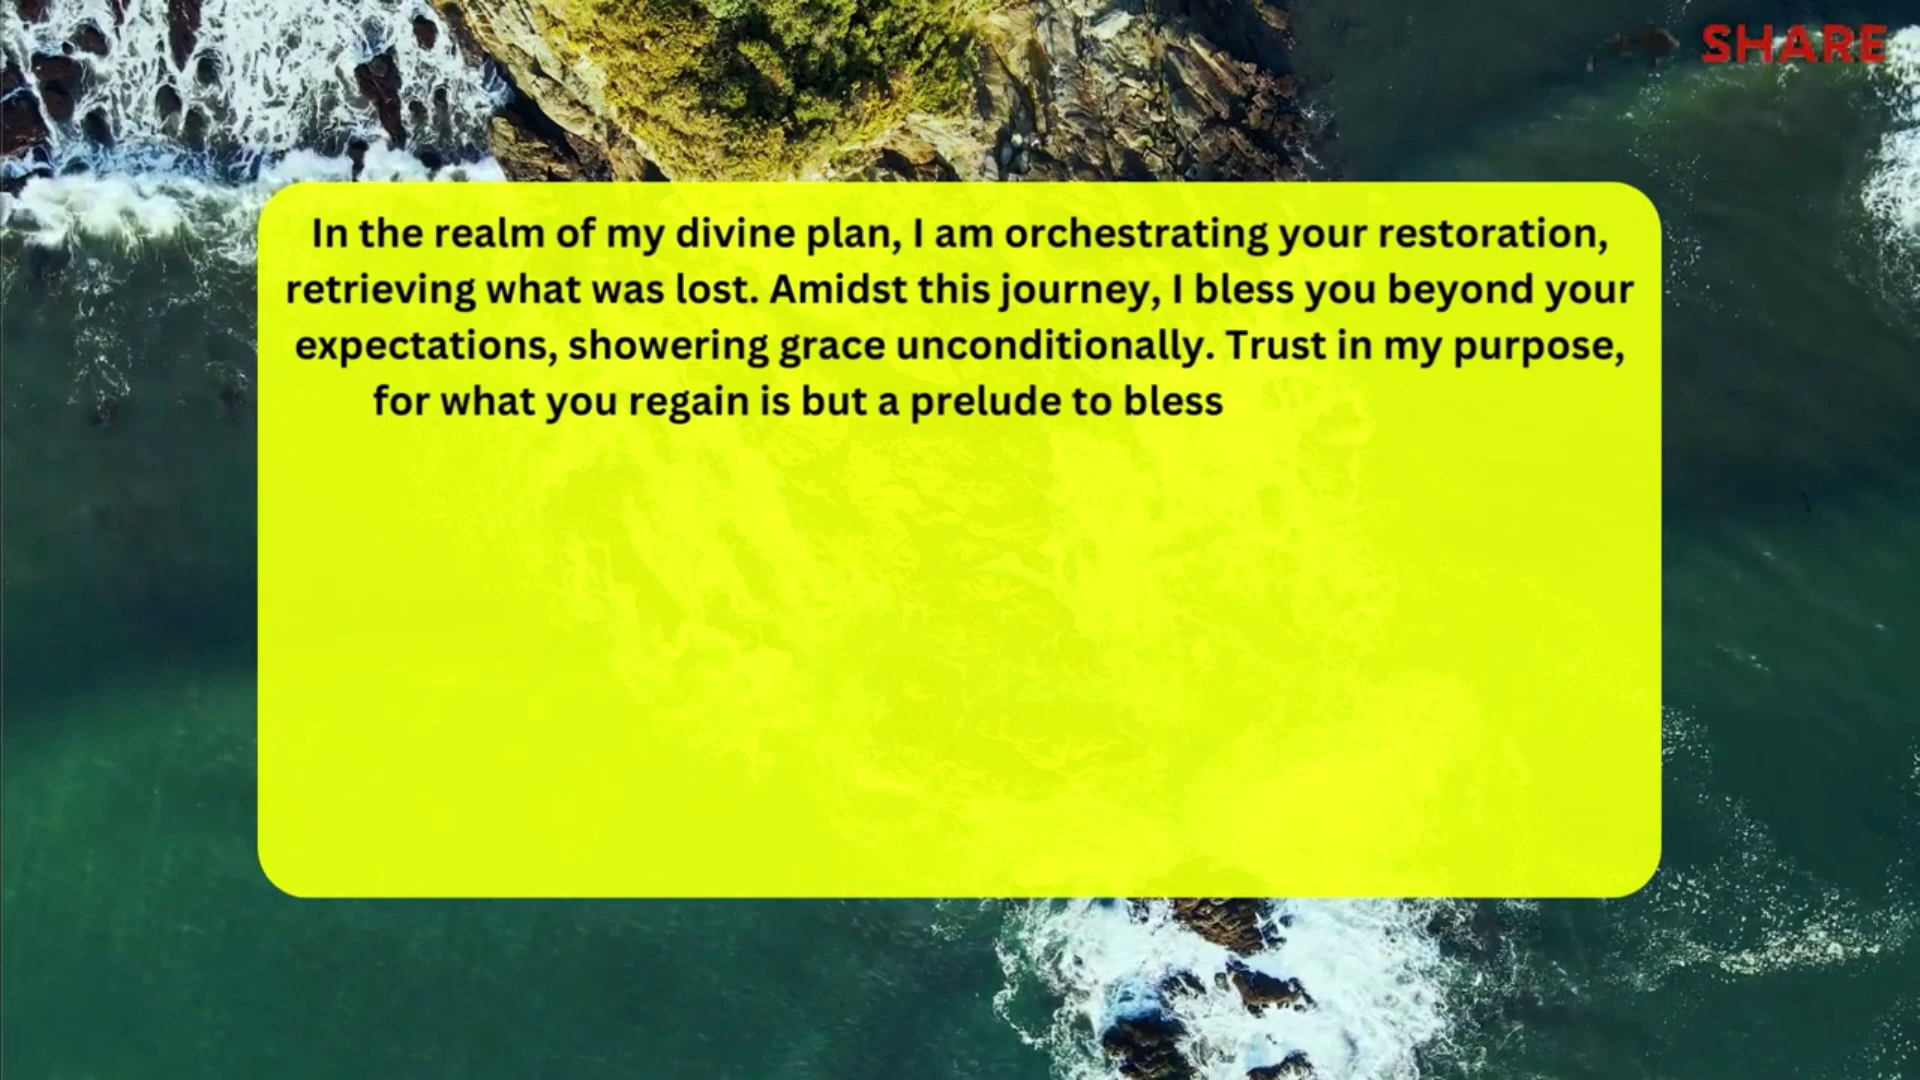 SHARE
In the realm of my divine plan, I am orchestrating your restoration,
retrieving what was lost. Amidst this journey, I bless you beyond your
expectations, showering grace unconditionally. Trust in my purpose,
for what you regain is but a prelude to bless